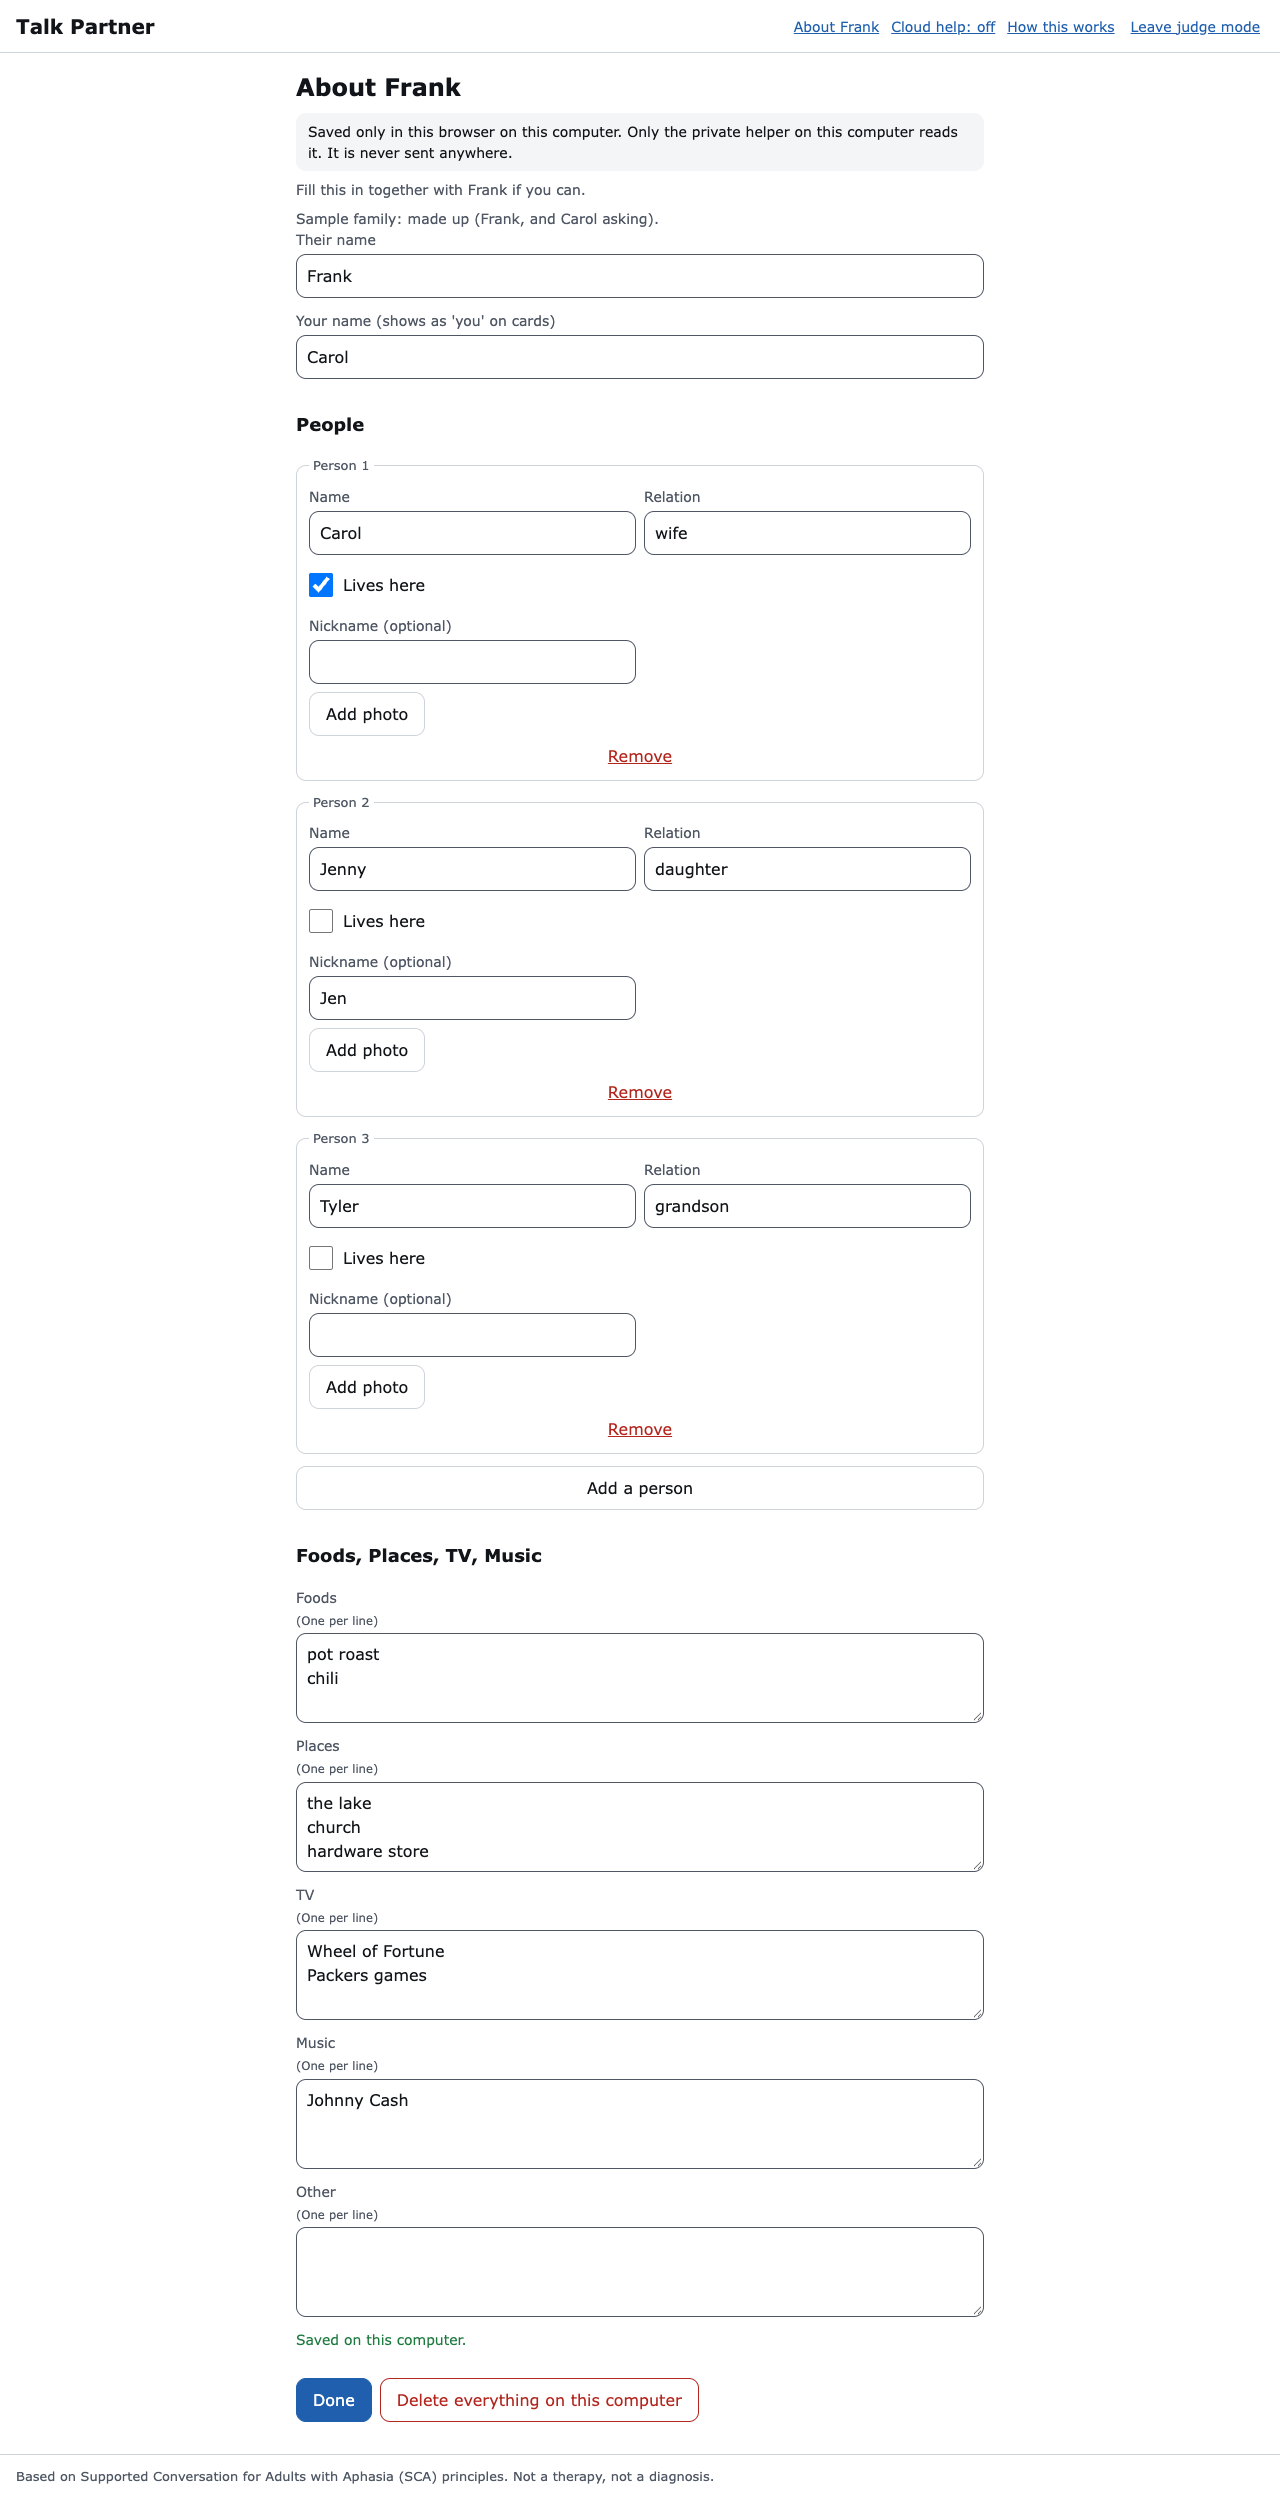 Talk Partner
About Frank
Cloud help: off
How this works
Leave judge mode
About Frank
Saved only in this browser on this computer. Only the private helper on this computer reads
it. It is never sent anywhere.
Fill this in together with Frank if you can.
Sample family: made up (Frank, and Carol asking).
Their name
Frank
Your name (shows as 'you' on cards)
Carol
People
Person 1
Name
Relation
Carol
wife
Lives here
Nickname (optional)
Add photo
Remove
Person 2
Name
Relation
Jenny
daughter
Lives here
Nickname (optional)
Jen
Add photo
Remove
Person 3
Name
Relation
Tyler
grandson
Lives here
Nickname (optional)
Add photo
Remove
Add a person
Foods, Places, TV, Music
Foods
(One per line)
pot roast
chili
Places
(One per line)
the lake
church
hardware store
TV
(One per line)
Wheel of Fortune
Packers games
Music
(One per line)
Johnny Cash
Other
(One per line)
Saved on this computer.
Done
Delete everything on this computer
Based on Supported Conversation for Adults with Aphasia (SCA) principles. Not a therapy, not a diagnosis.